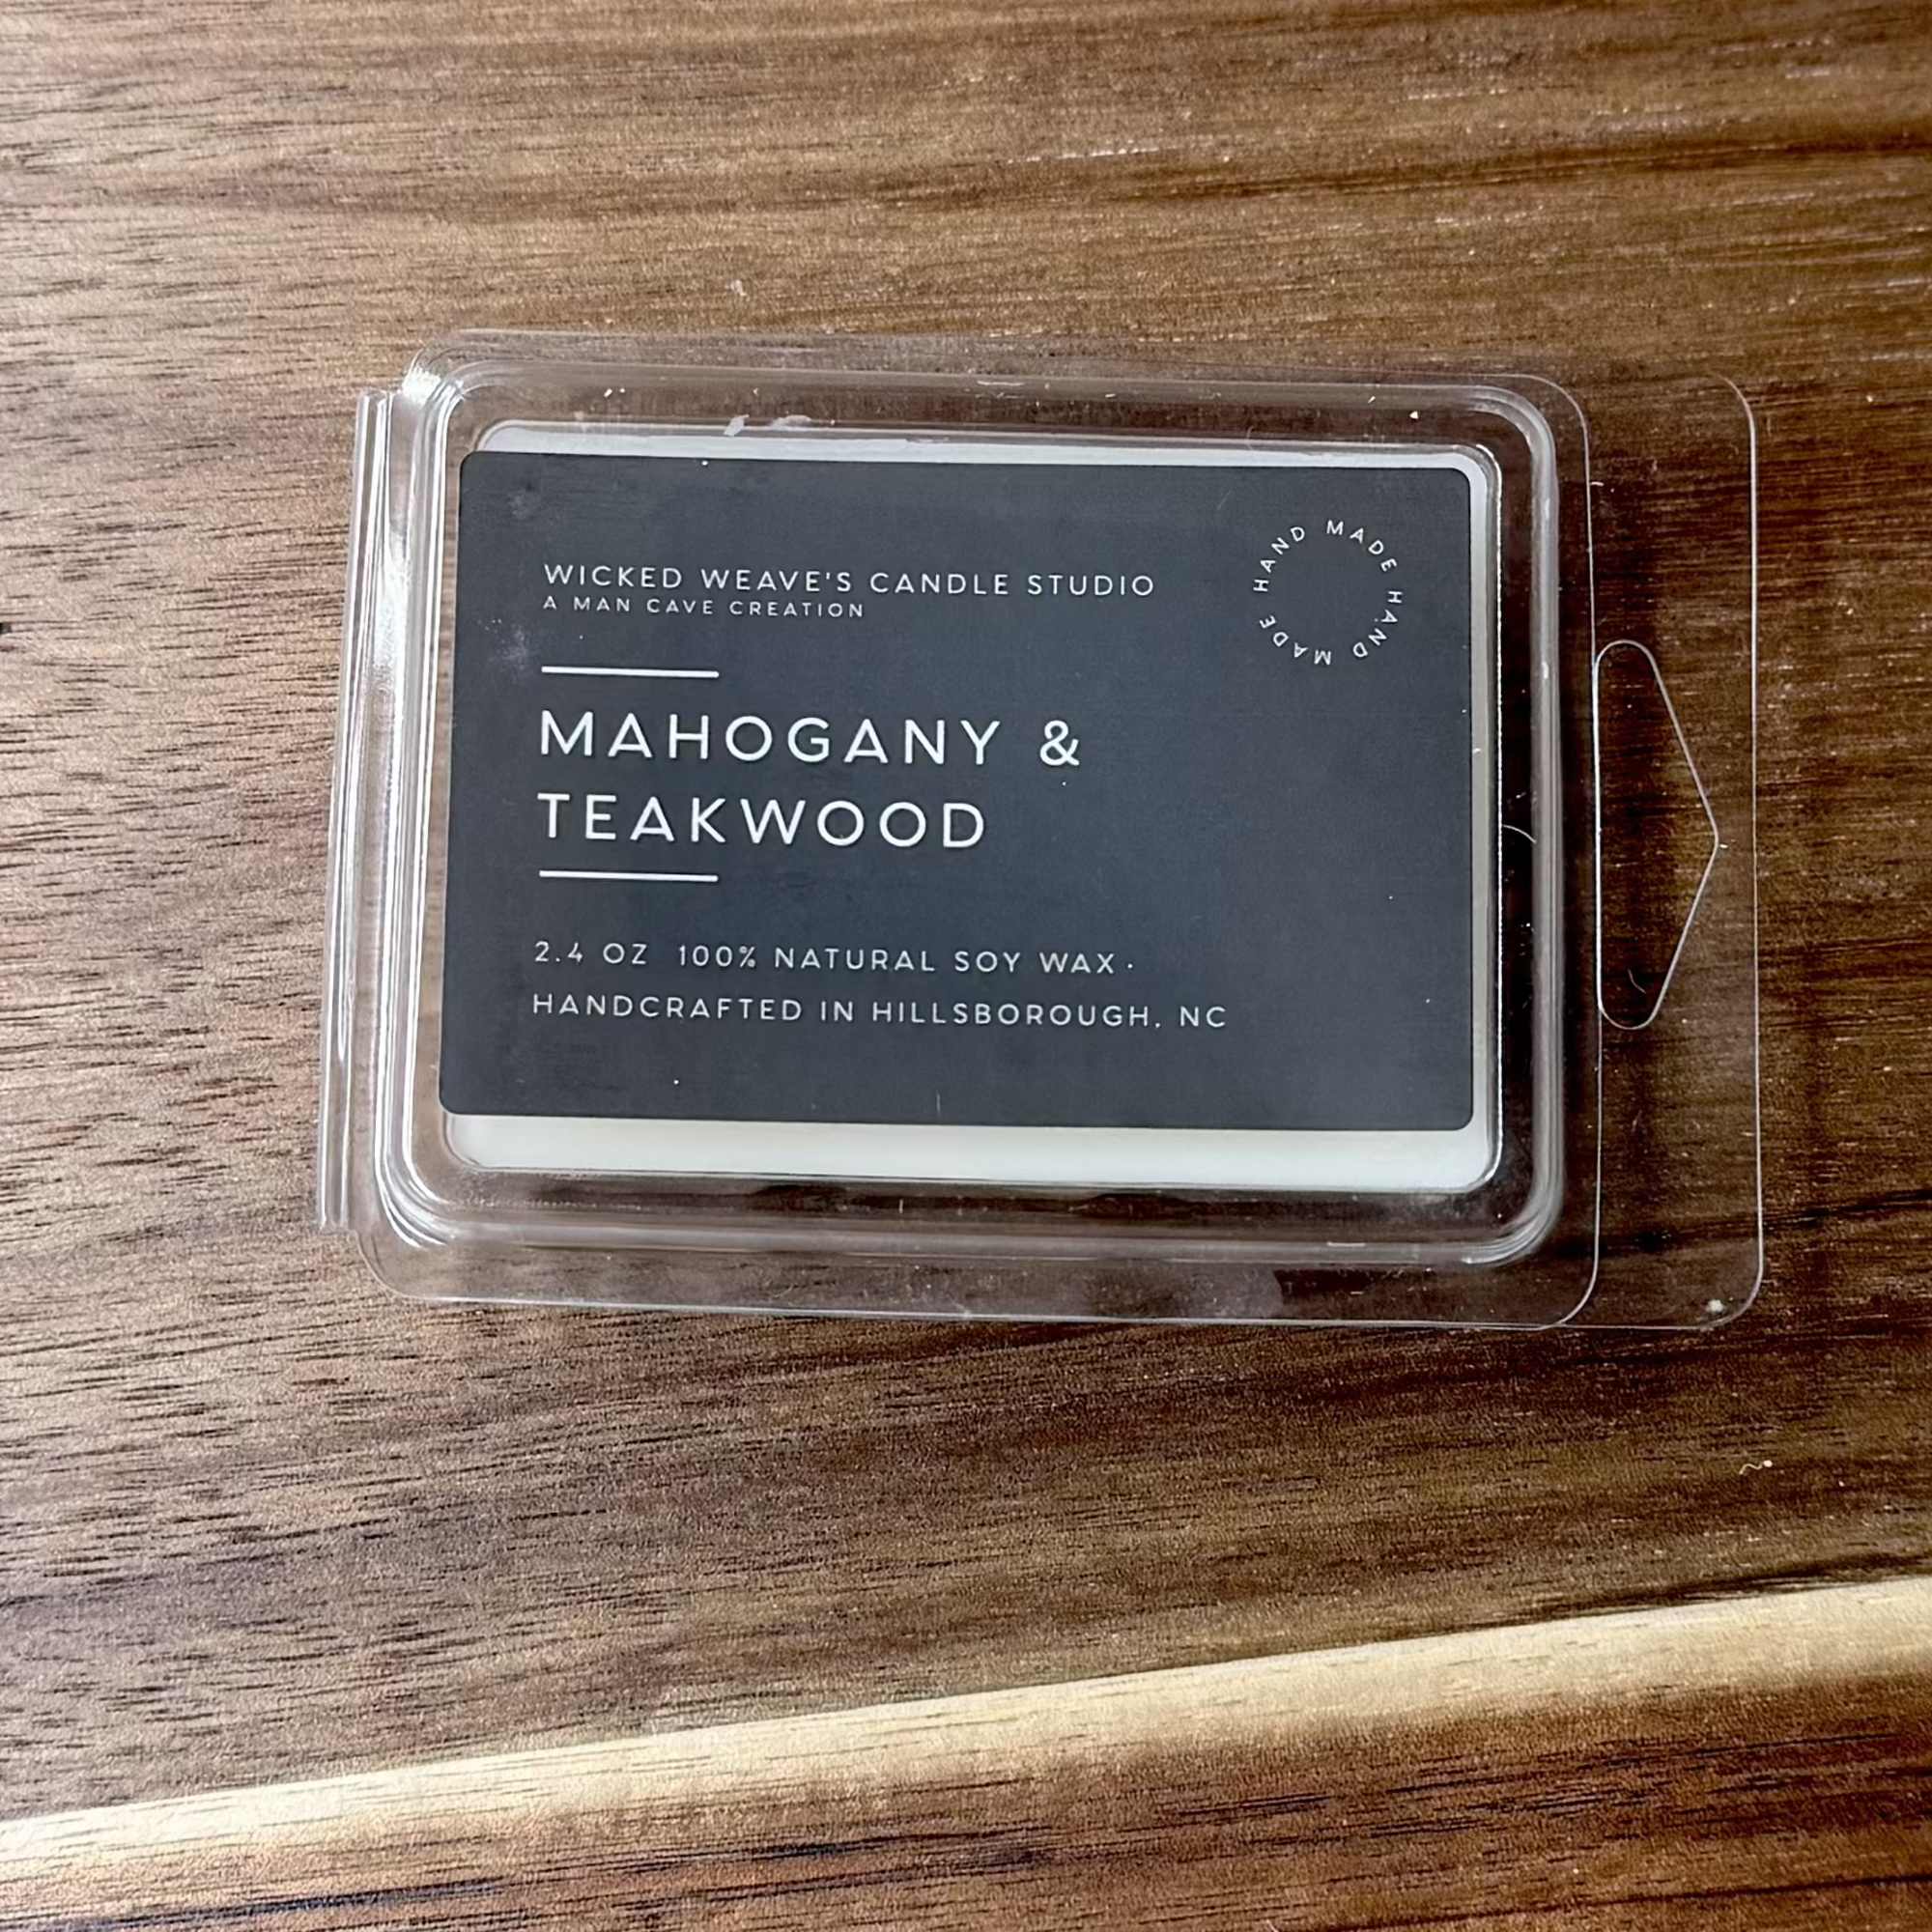 WICKED WEAVE'S CANDLE STUDIO
A MAN CAVE CREATION
HAND MADE HAND MADE
MAHOGANY &
TEAKWOOD
2.4 OZ 100% NATURAL SOY WAX ·
HANDCRAFTED IN HILLSBOROUGH, NC